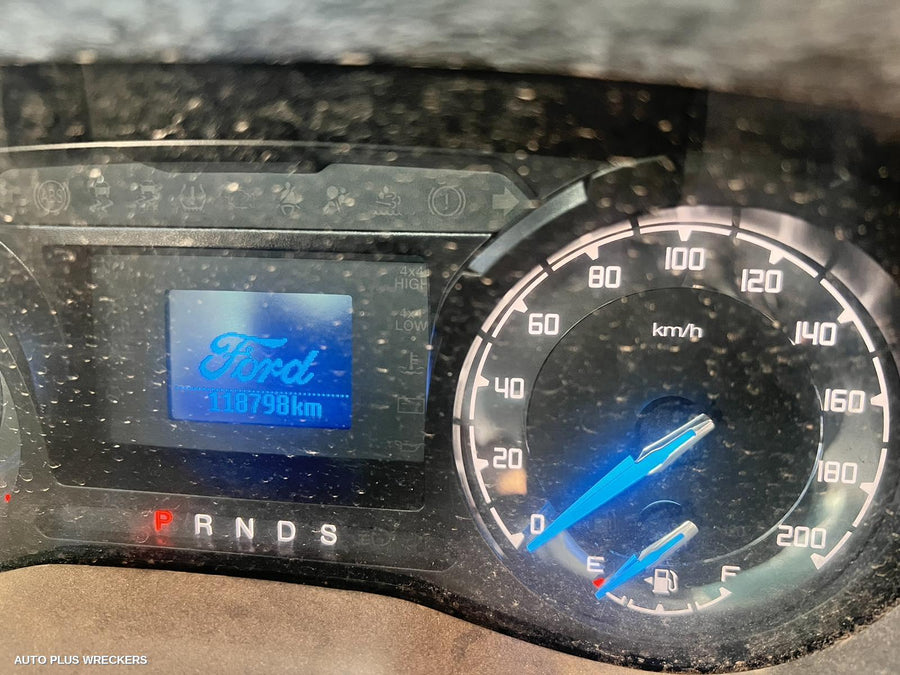 4x4
HIGH
4x4
LOW
Ford
118798km
P R N D S
0
20
40
60
80
100
120
140
160
180
200
km/h
E
F
AUTO PLUS WRECKERS